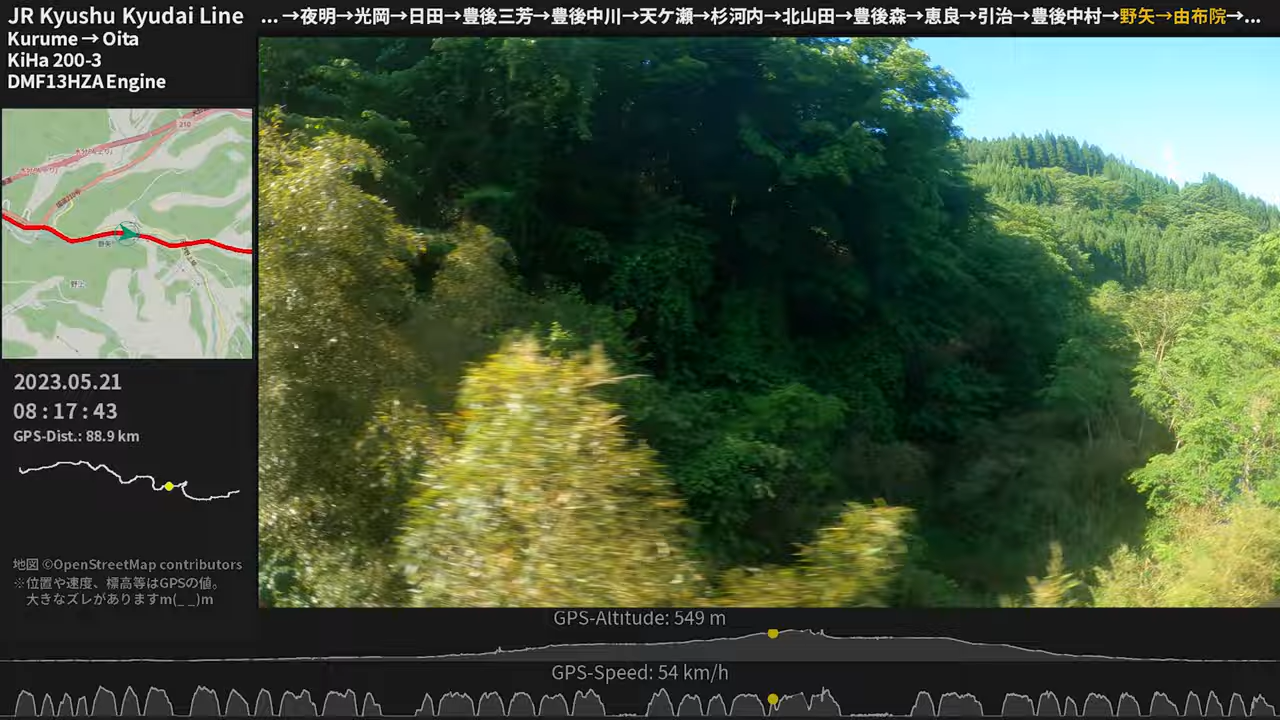 JR Kyushu Kyudai Line
... →夜明→光岡→日田→豊後三芳→豊後中川→天ケ瀬→杉河内→北山田→豊後森→恵良→引治→豊後中村→野矢→由布院→...
Kurume → Oita
KiHa 200-3
DMF13HZA Engine
210
野矢
野上
2023.05.21
08 : 17 : 43
GPS-Dist.: 88.9 km
地図 ©OpenStreetMap contributors
※位置や速度、標高等はGPSの値。
大きなズレがありますm(_ _)m
GPS-Altitude: 549 m
GPS-Speed: 54 km/h